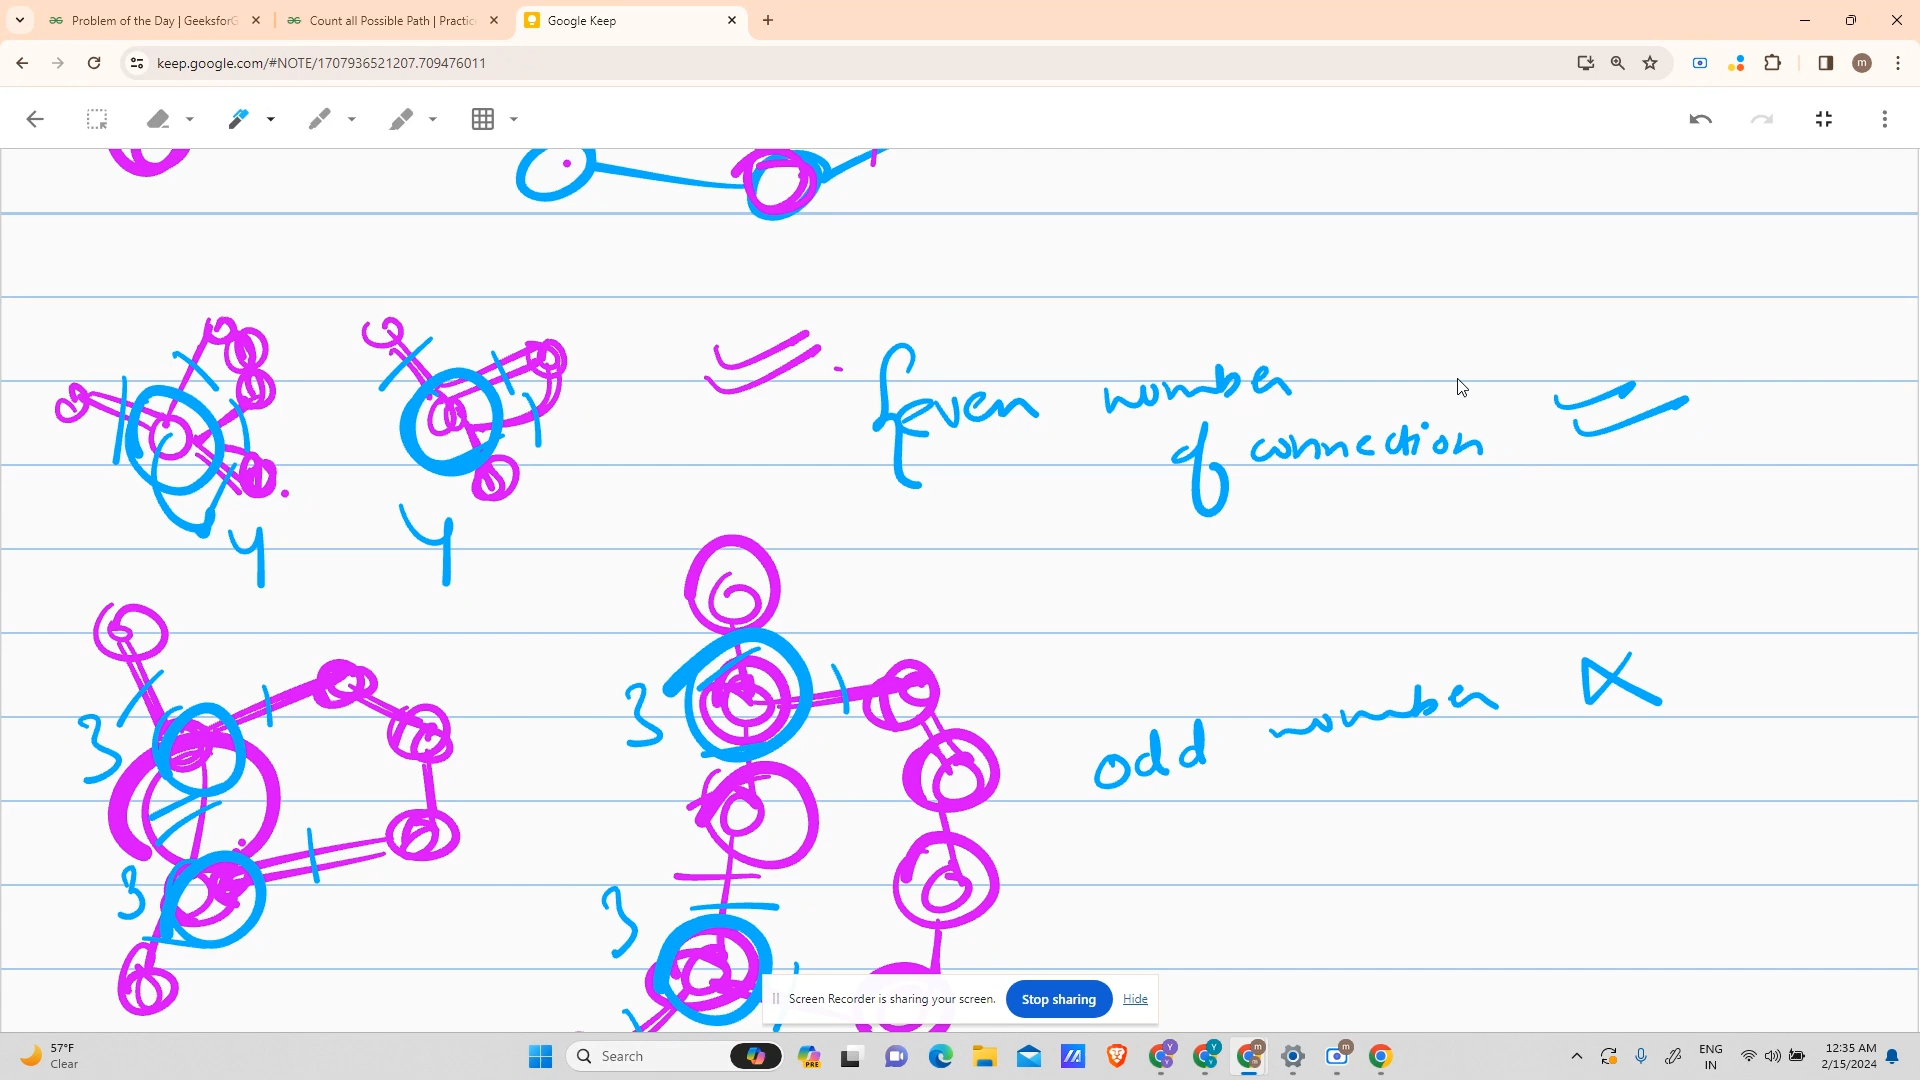 Problem of the Day | GeeksforG
Count all Possible Path | Practic
Google Keep
keep.google.com/#NOTE/1707936521207.709476011
m
even number
of connection
4
4
3
3
odd number
3
3
Screen Recorder is sharing your screen.
Stop sharing
Hide
57°F
Clear
Search
PRE
ENG
IN
12:35 AM
2/15/2024